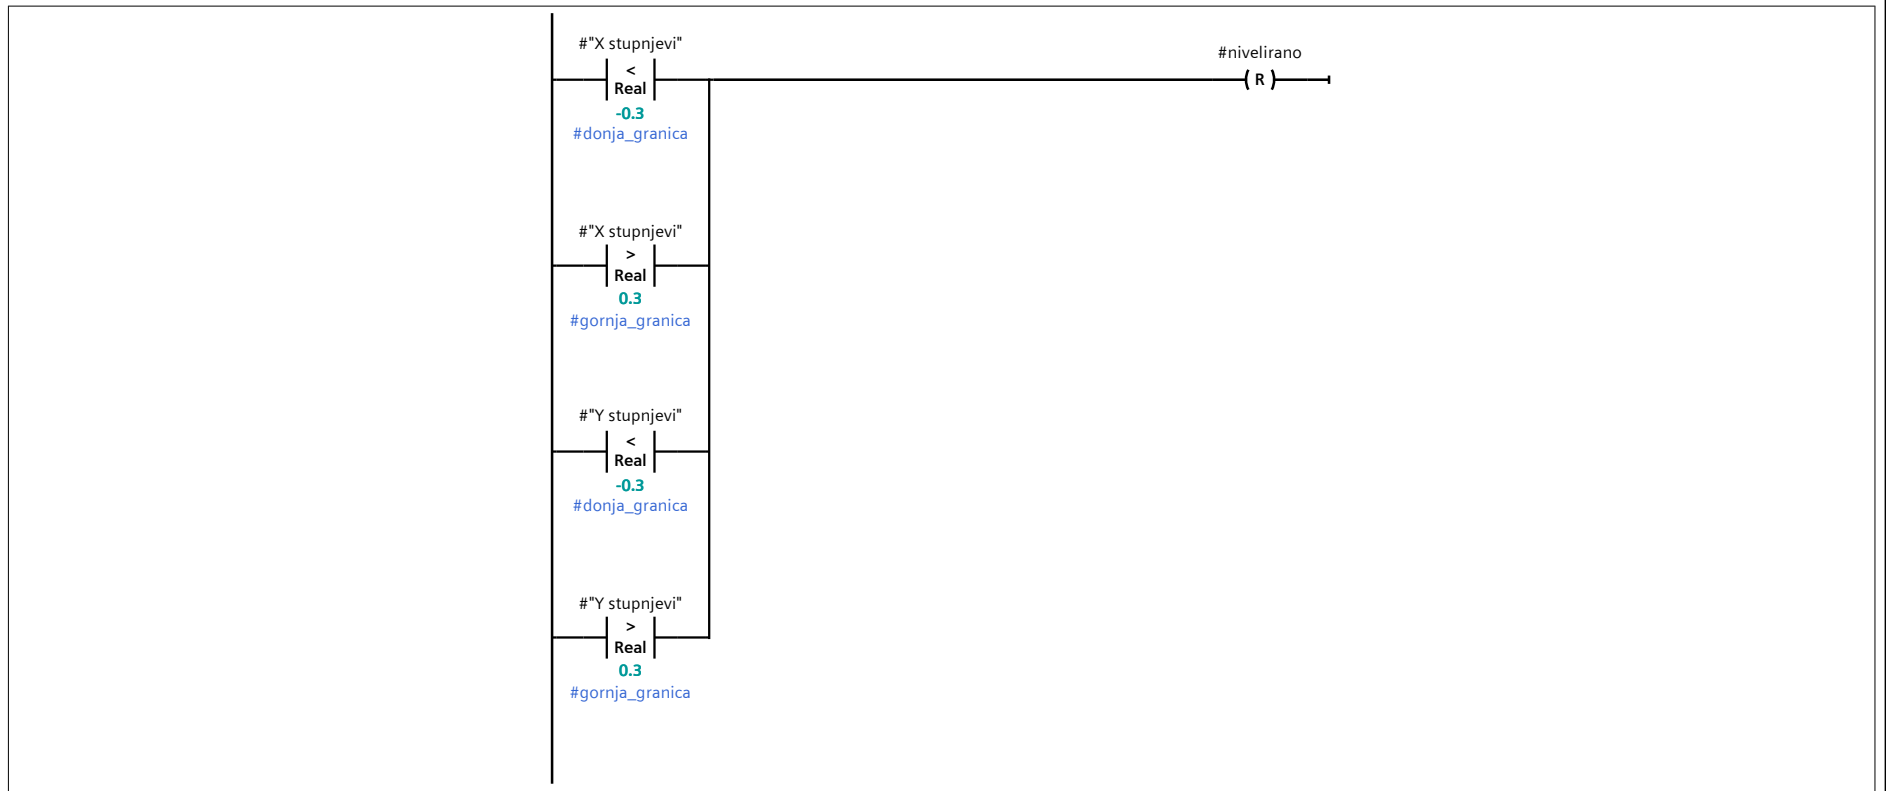 #"X stupnjevi"
#nivelirano
<
Real
( R )
-0.3
#donja_granica
#"X stupnjevi"
>
Real
0.3
#gornja_granica
#"Y stupnjevi"
<
Real
-0.3
#donja_granica
#"Y stupnjevi"
>
Real
0.3
#gornja_granica